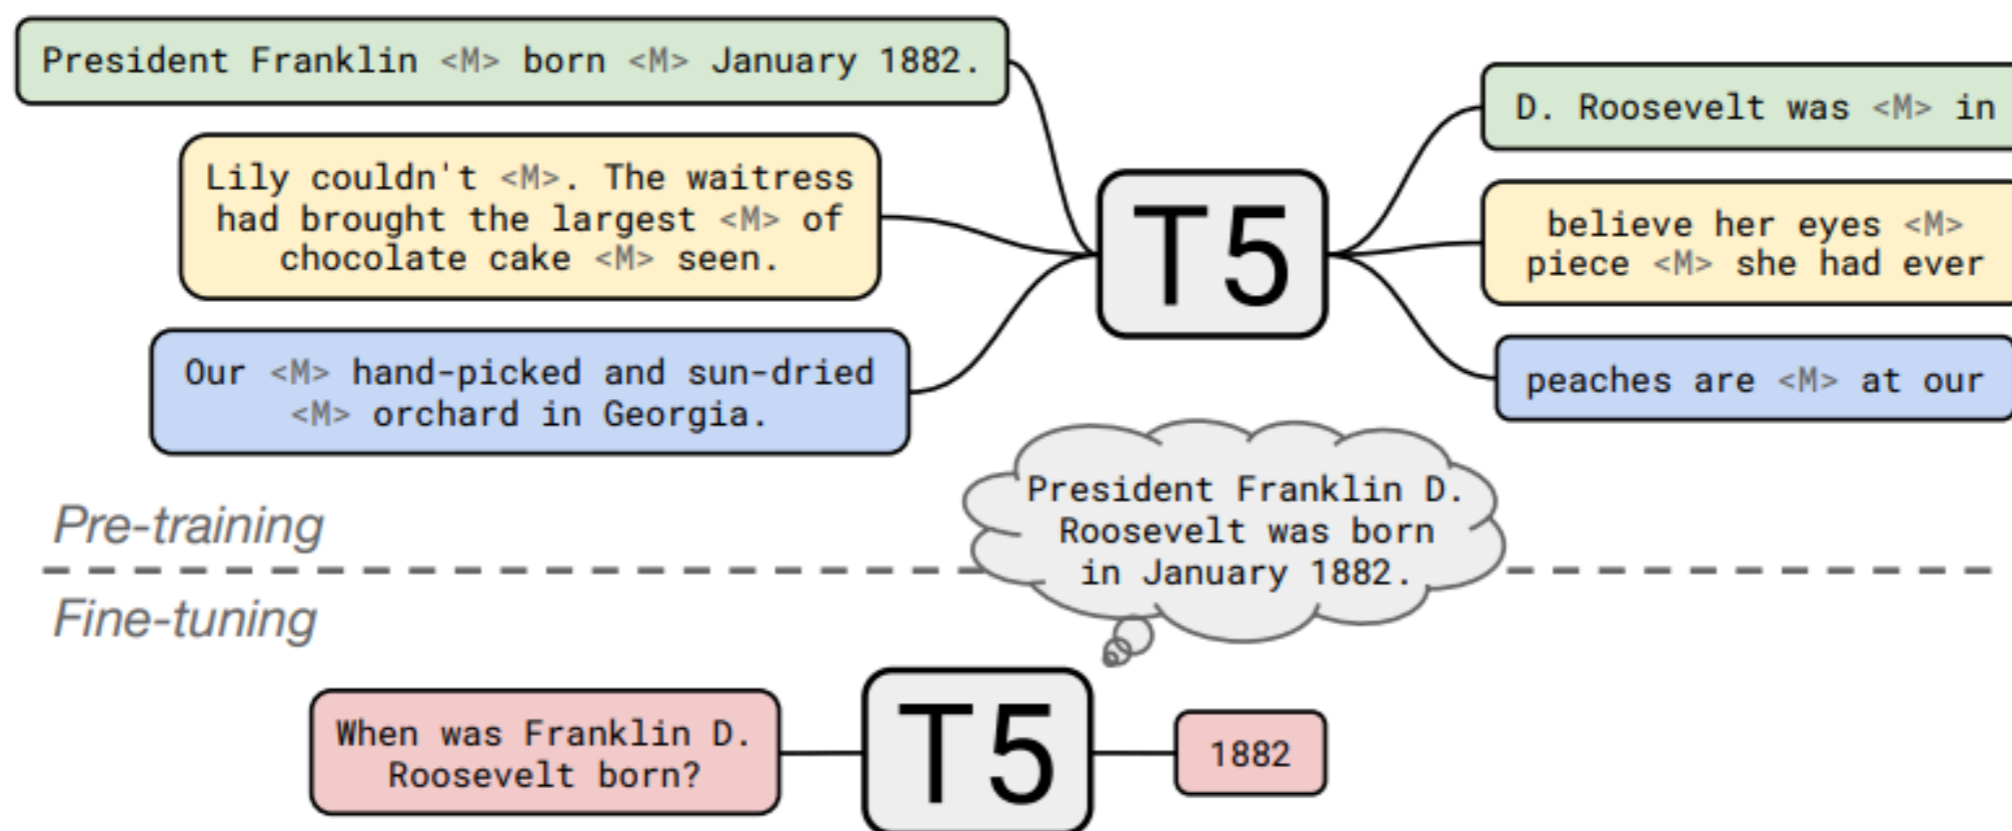 President Franklin <M> born <M> January 1882.
Lily couldn't <M>. The waitress
had brought the largest <M> of
chocolate cake <M> seen.
Our <M> hand-picked and sun-dried
<M> orchard in Georgia.
T5
D. Roosevelt was <M> in
believe her eyes <M>
piece <M> she had ever
peaches are <M> at our
President Franklin D.
Roosevelt was born
in January 1882.
Pre-training
Fine-tuning
When was Franklin D.
Roosevelt born?
T5
1882